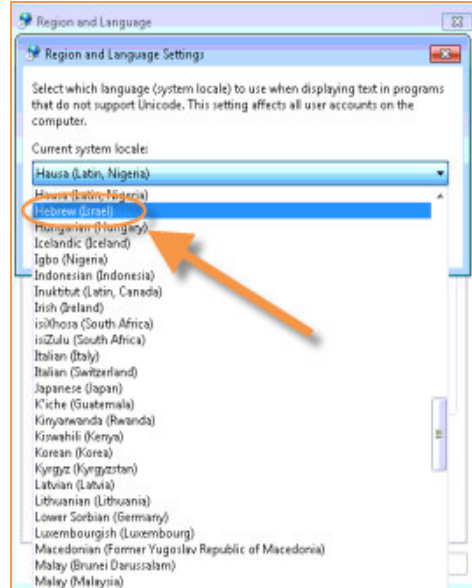 Region and Language
Region and Language Settings
Select which language (system locale) to use when displaying text in programs
that do not support Unicode. This setting affects all user accounts on the
computer.
Current system locale:
Hausa (Latin, Nigeria)
Hausa (Latin, Nigeria)
Hebrew (Israel)
Hungarian (Hungary)
Icelandic (Iceland)
Igbo (Nigeria)
Indonesian (Indonesia)
Inuktitut (Latin, Canada)
Irish (Ireland)
isiXhosa (South Africa)
isiZulu (South Africa)
Italian (Italy)
Italian (Switzerland)
Japanese (Japan)
K'iche (Guatemala)
Kinyarwanda (Rwanda)
Kiswahili (Kenya)
Korean (Korea)
Kyrgyz (Kyrgyzstan)
Latvian (Latvia)
Lithuanian (Lithuania)
Lower Sorbian (Germany)
Luxembourgish (Luxembourg)
Macedonian (Former Yugoslav Republic of Macedonia)
Malay (Brunei Darussalam)
Malay (Malaysia)